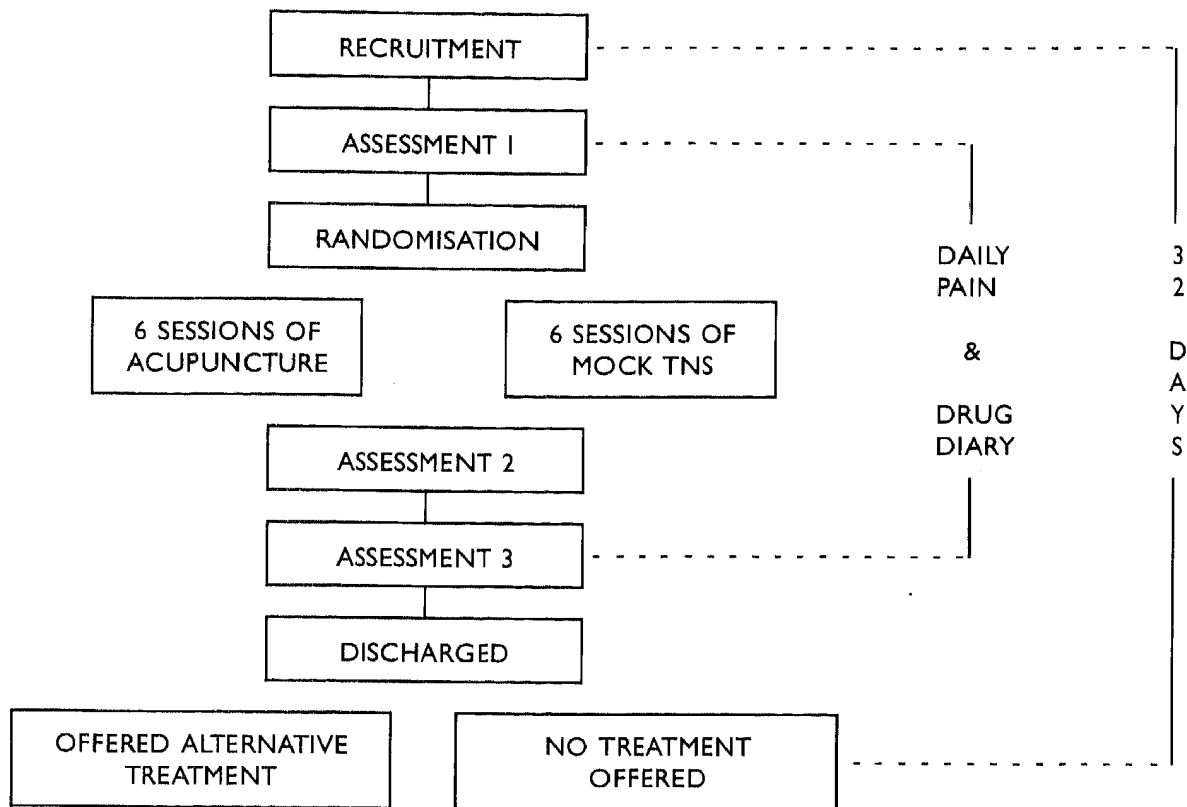 RECRUITMENT
ASSESSMENT 1
RANDOMISATION
6 SESSIONS OF
ACUPUNCTURE
6 SESSIONS OF
MOCK TNS
ASSESSMENT 2
ASSESSMENT 3
DISCHARGED
OFFERED ALTERNATIVE
TREATMENT
NO TREATMENT
OFFERED
DAILY
PAIN
&
DRUG
DIARY
3
2
D
A
Y
S